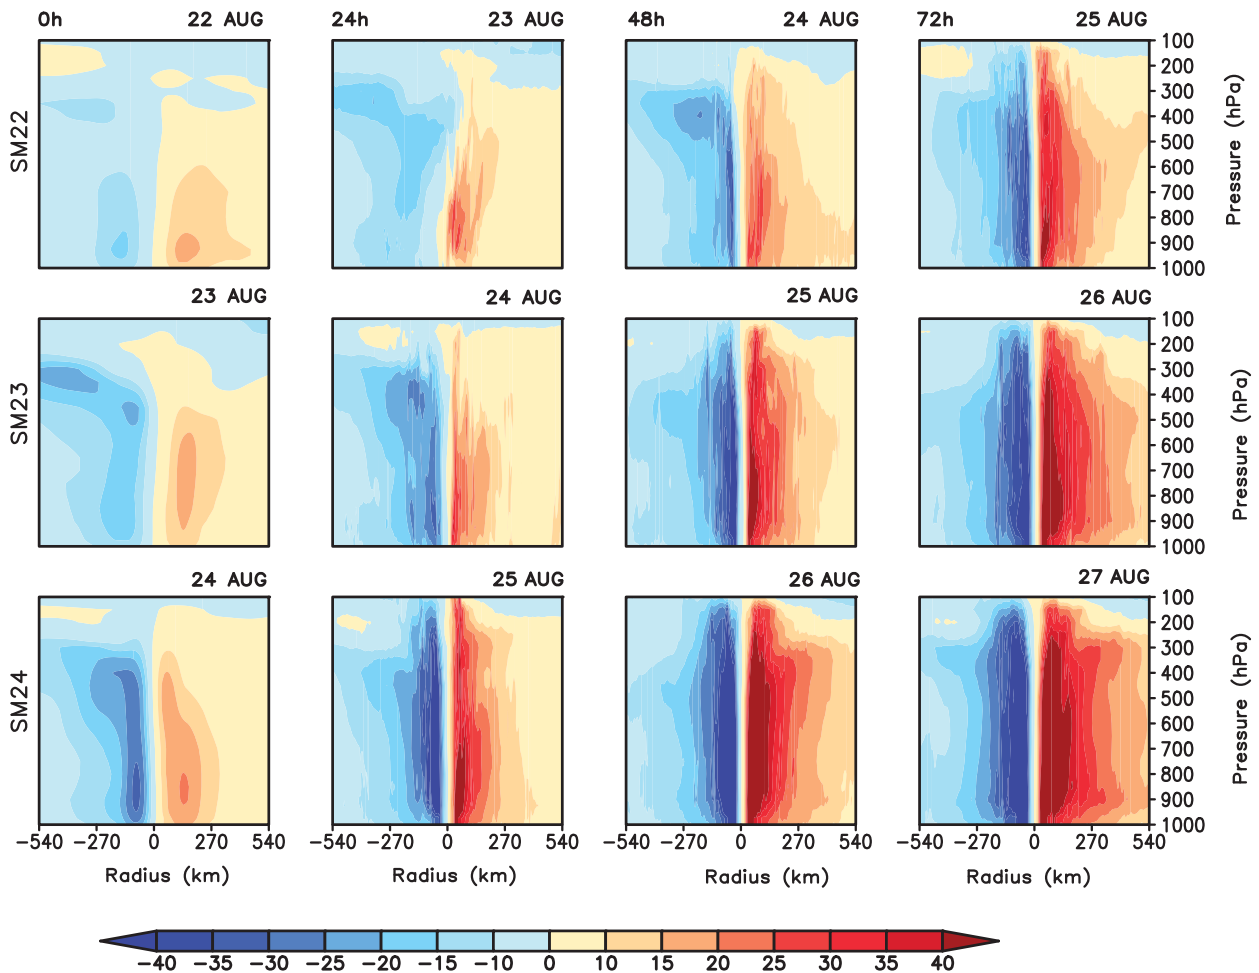 0h 22 AUG 24h 23 AUG 48h 24 AUG 72h 25 AUG
SM22
100
200
300
400
500
600
700
800
900
1000
Pressure (hPa)
23 AUG 24 AUG 25 AUG 26 AUG
SM23
100
200
300
400
500
600
700
800
900
1000
Pressure (hPa)
24 AUG 25 AUG 26 AUG 27 AUG
SM24
100
200
300
400
500
600
700
800
900
1000
Pressure (hPa)
−540 −270 0 270 540 −540 −270 0 270 540 −540 −270 0 270 540 −540 −270 0 270 540
Radius (km) Radius (km) Radius (km) Radius (km)
−40 −35 −30 −25 −20 −15 −10 0 10 15 20 25 30 35 40